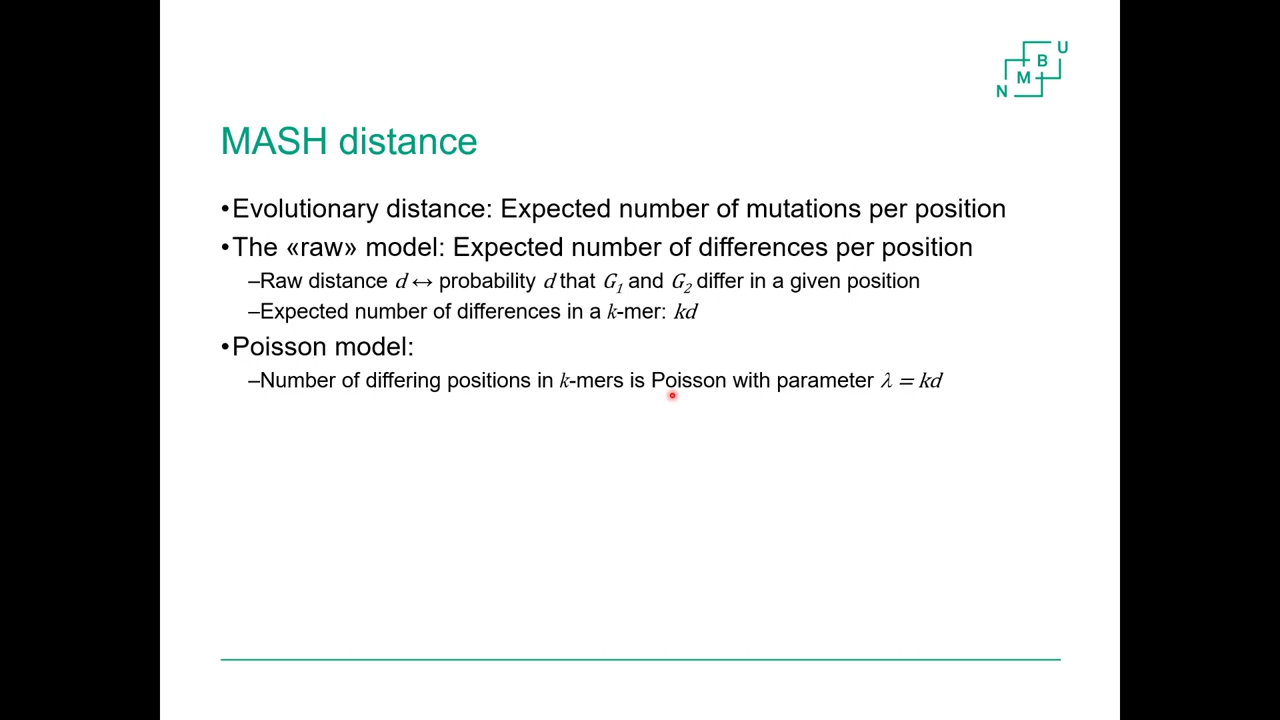 N M B U
MASH distance
•Evolutionary distance: Expected number of mutations per position
•The «raw» model: Expected number of differences per position
–Raw distance d ↔ probability d that G₁ and G₂ differ in a given position
–Expected number of differences in a k-mer: kd
•Poisson model:
–Number of differing positions in k-mers is Poisson with parameter λ = kd